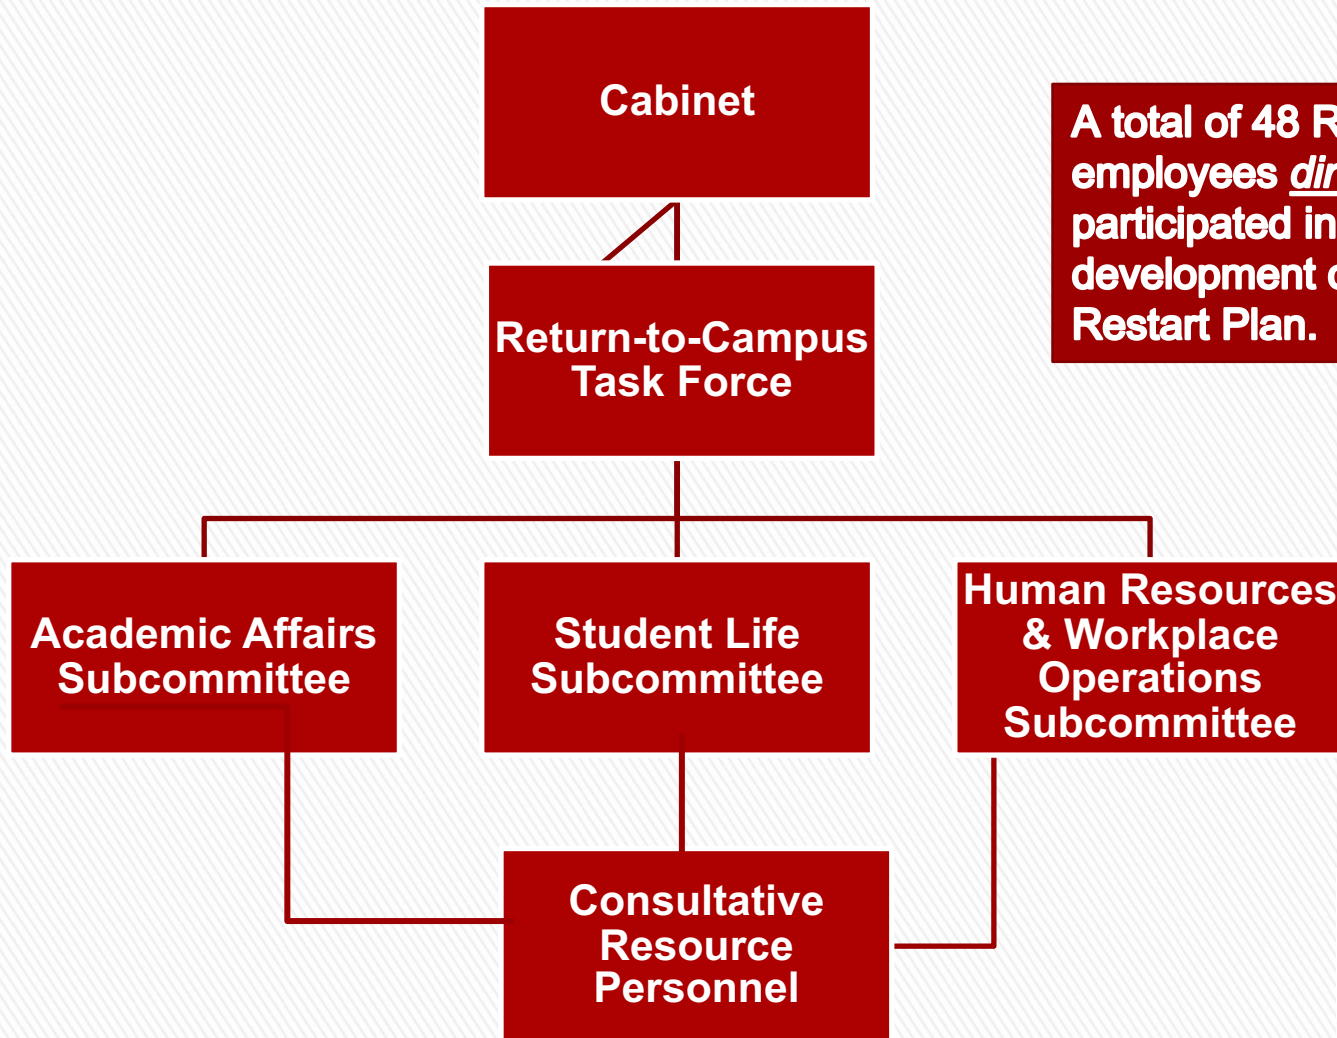 Cabinet
A total of 48 R
employees
participated in
development
Restart Plan.
Return-to-Campus
Task Force
Academic Affairs
Subcommittee
Student Life
Subcommittee
Human Resources
& Workplace
Operations
Subcommittee
Consultative
Resource
Personnel